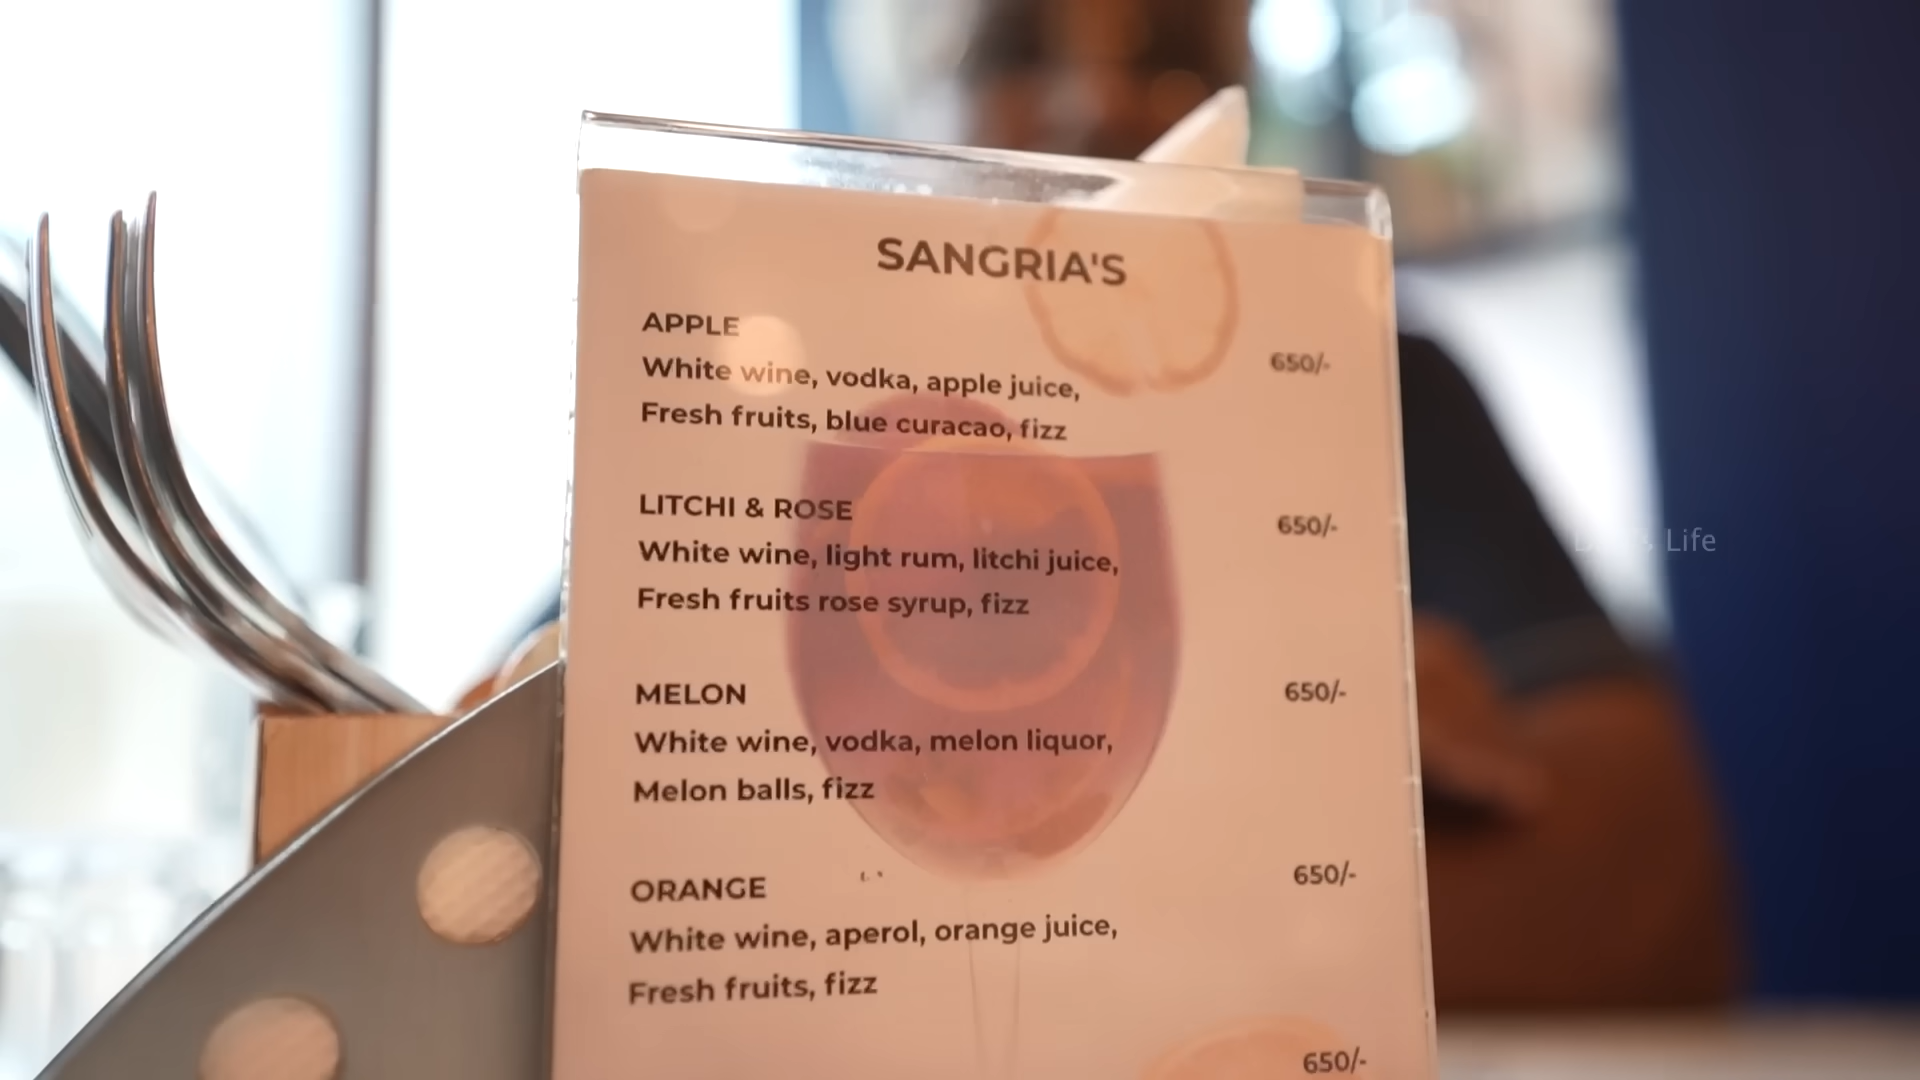 SANGRIA'S
APPLE
650/-
White wine, vodka, apple juice,
Fresh fruits, blue curacao, fizz
LITCHI & ROSE
650/-
White wine, light rum, litchi juice,
Fresh fruits rose syrup, fizz
MELON
650/-
White wine, vodka, melon liquor,
Melon balls, fizz
ORANGE
650/-
White wine, aperol, orange juice,
Fresh fruits, fizz
650/-
Life